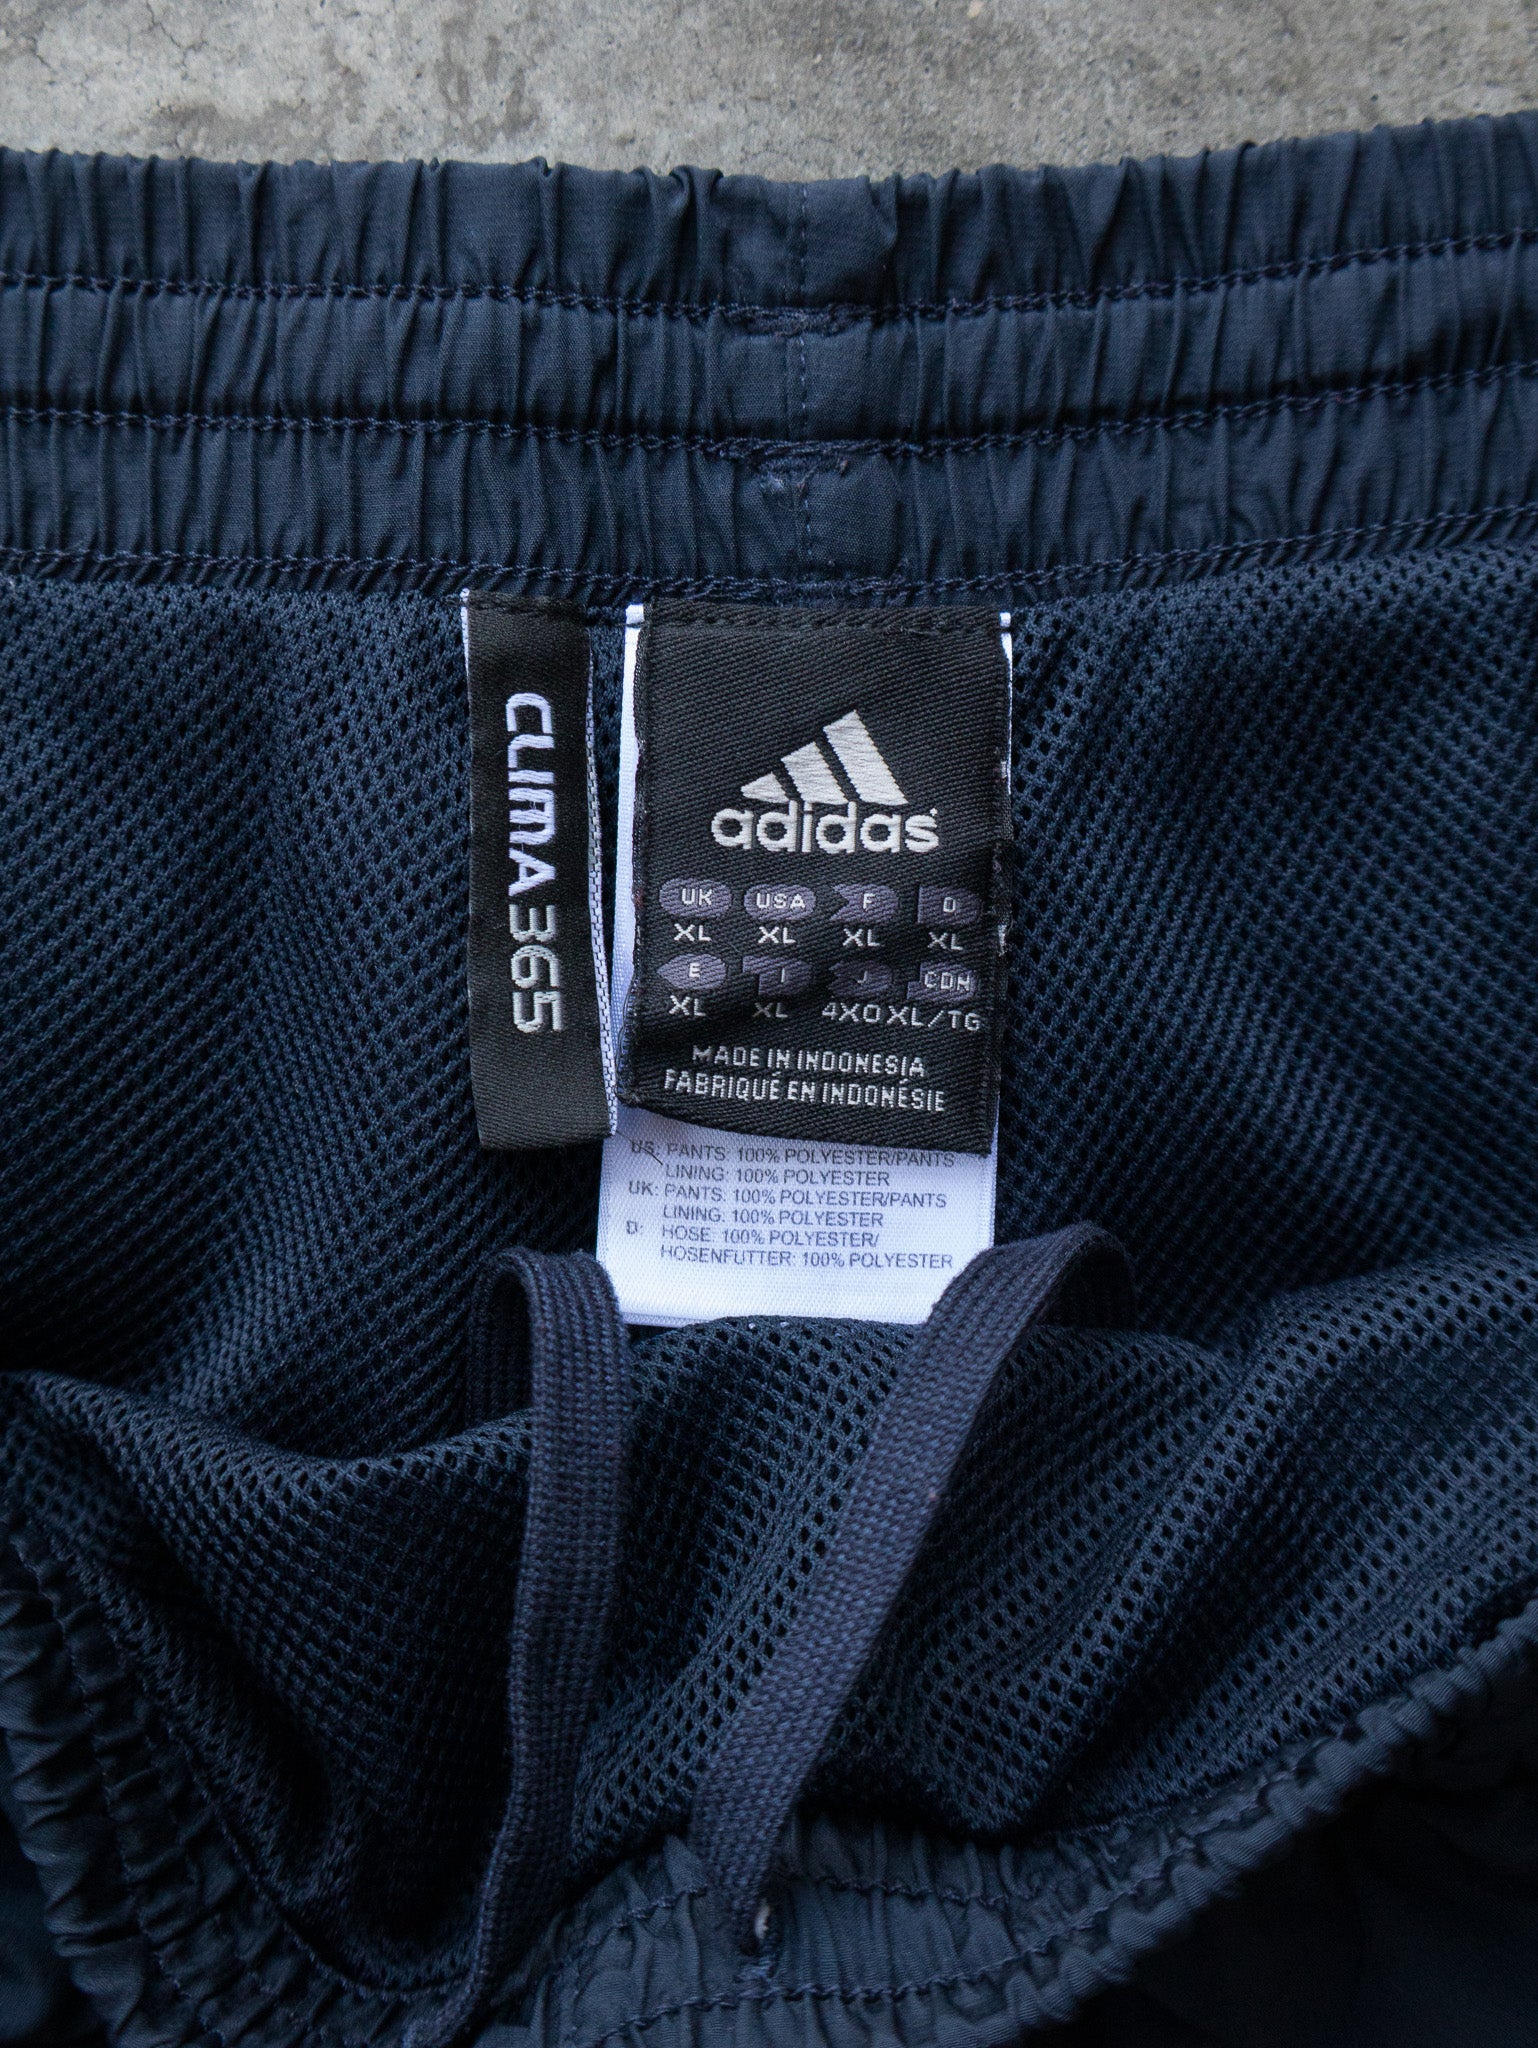 CLIMA365
adidas
UK USA F D
XL XL XL XL
E I J CDN
XL XL 4XO XL/TG
MADE IN INDONESIA
FABRIQUÉ EN INDONÉSIE
US: PANTS: 100% POLYESTER/PANTS
LINING: 100% POLYESTER
UK: PANTS: 100% POLYESTER/PANTS
LINING: 100% POLYESTER
D: HOSE: 100% POLYESTER/
HOSENFUTTER: 100% POLYESTER